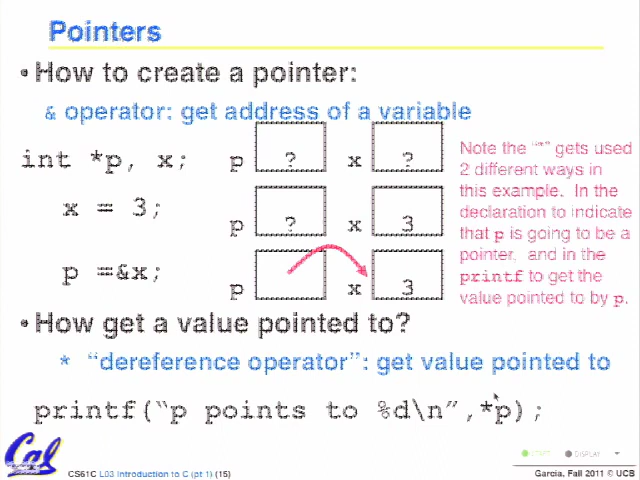 Pointers
• How to create a pointer:
& operator: get address of a variable
int *p, x; p ? x ?
x = 3; p ? x 3
p =&x; p x 3
Note the "*" gets used
2 different ways in
this example. In the
declaration to indicate
that p is going to be a
pointer, and in the
printf to get the
value pointed to by p.
• How get a value pointed to?
* "dereference operator": get value pointed to
printf("p points to %d\n",*p);
Cal
CS61C L03 Introduction to C (pt 1) (15)
START DISPLAY
Garcia, Fall 2011 © UCB